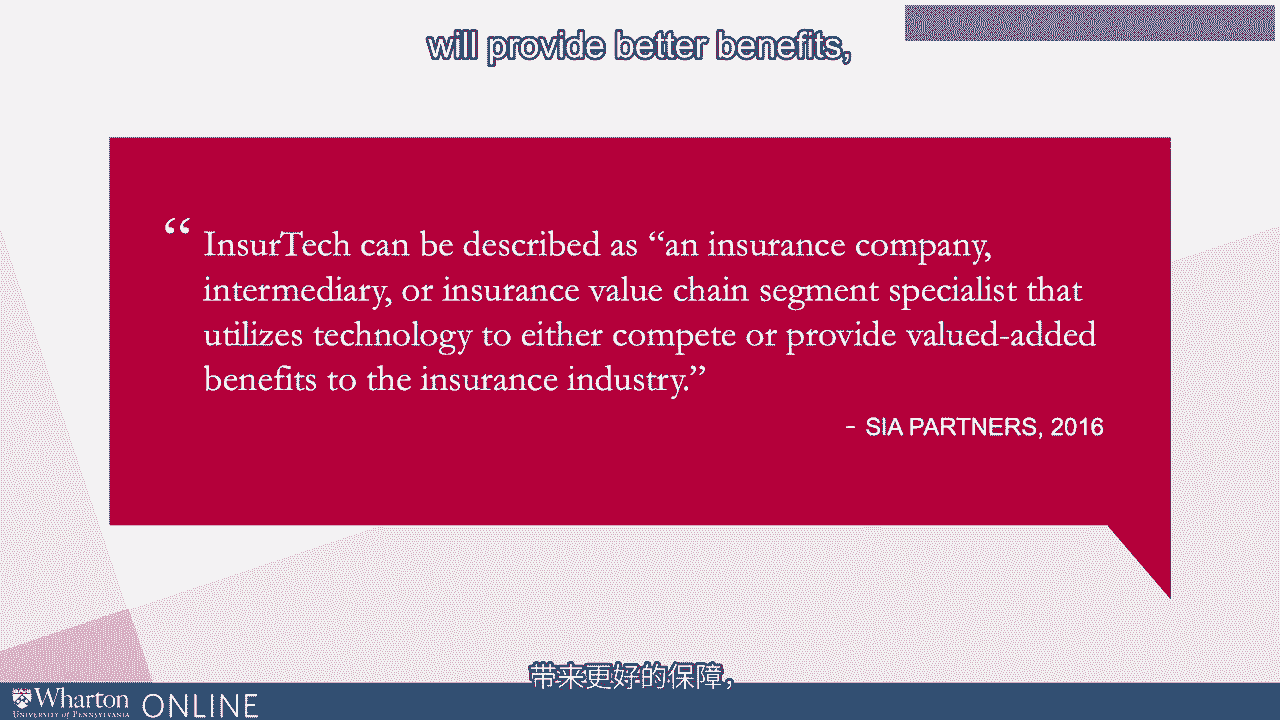 will provide better benefits,
“ InsurTech can be described as “an insurance company,
intermediary, or insurance value chain segment specialist that
utilizes technology to either compete or provide valued-added
benefits to the insurance industry.”
- SIA PARTNERS, 2016
带来更好的保障，
Wharton ONLINE
UNIVERSITY of PENNSYLVANIA